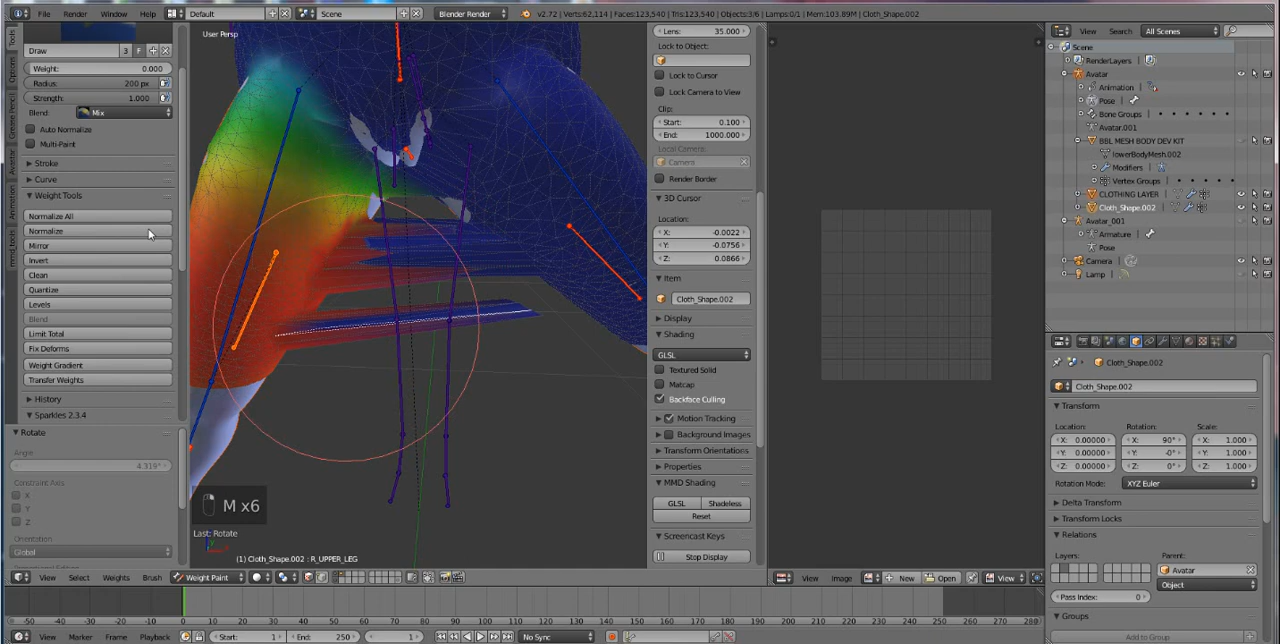 File Render Window Help Default Scene Blender Render v2.72 | Verts:62,114 | Faces:123,540 | Tris:123,540 | Objects:3/6 | Lamps:0/1 | Mem:103.89M | Cloth_Shape.002
Tools
Options
Grease Pencil
Avastar
Animation
mmd_tools
Draw 3 F
Weight: 0.000
Radius: 200 px
Strength: 1.000
Blend: Mix
Auto Normalize
Multi-Paint
Stroke
Curve
Weight Tools
Normalize All
Normalize
Mirror
Invert
Clean
Quantize
Levels
Blend
Limit Total
Fix Deforms
Weight Gradient
Transfer Weights
History
Sparkles 2.3.4
Rotate
Angle
4.319°
Constraint Axis
X
Y
Z
Orientation
Global
User Persp
M x6
Last: Rotate
(1) Cloth_Shape.002 : R_UPPER_LEG
View Select Weights Brush Weight Paint
Lens: 35.000
Lock to Object:
Lock to Cursor
Lock Camera to View
Clip:
Start: 0.100
End: 1000.000
Local Camera:
Camera
Render Border
3D Cursor
Location:
X: -0.0022
Y: -0.0756
Z: 0.0866
Item
Cloth_Shape.002
Display
Shading
GLSL
Textured Solid
Matcap
Backface Culling
Motion Tracking
Background Images
Transform Orientations
Properties
MMD Shading
GLSL Shadeless
Reset
Screencast Keys
Stop Display
View Image New Open View
View Search All Scenes
Scene
RenderLayers
Avatar
Animation
Pose
Bone Groups
Avatar.001
BBL MESH BODY DEV KIT
lowerBodyMesh.002
Modifiers
Vertex Groups
CLOTHING LAYER
Cloth_Shape.002
Avatar_001
Armature
Pose
Camera
Lamp
Cloth_Shape.002
Cloth_Shape.002
Transform
Location: Rotation: Scale:
X: 0.00000 X: 90° X: 1.000
Y: 0.00000 Y: -0° Y: 1.000
Z: 0.00000 Z: 0° Z: 1.000
Rotation Mode: XYZ Euler
Delta Transform
Transform Locks
Relations
Layers: Parent:
Avatar
Object
Pass Index: 0
Groups
Add to Group
-50 -40 -30 -20 -10 0 10 20 30 40 50 60 70 80 90 100 110 120 130 140 150 160 170 180 190 200 210 220 230 240 250 260 270 280
View Marker Frame Playback Start: 1 End: 250 1 No Sync